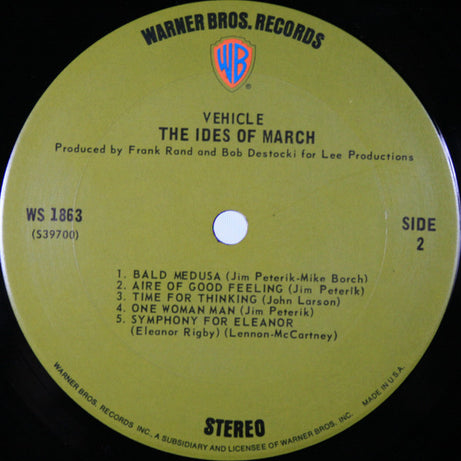 WARNER BROS. RECORDS
WB
®
VEHICLE
THE IDES OF MARCH
Produced by Frank Rand and Bob Destocki for Lee Productions
WS 1863
(S39700)
SIDE
2
1. BALD MEDUSA (Jim Peterik-Mike Borch)
2. AIRE OF GOOD FEELING (Jim Peterik)
3. TIME FOR THINKING (John Larson)
4. ONE WOMAN MAN (Jim Peterik)
5. SYMPHONY FOR ELEANOR
(Eleanor Rigby) (Lennon-McCartney)
STEREO
WARNER BROS. RECORDS INC., A SUBSIDIARY AND LICENSEE OF WARNER BROS. INC.
MADE IN U.S.A.